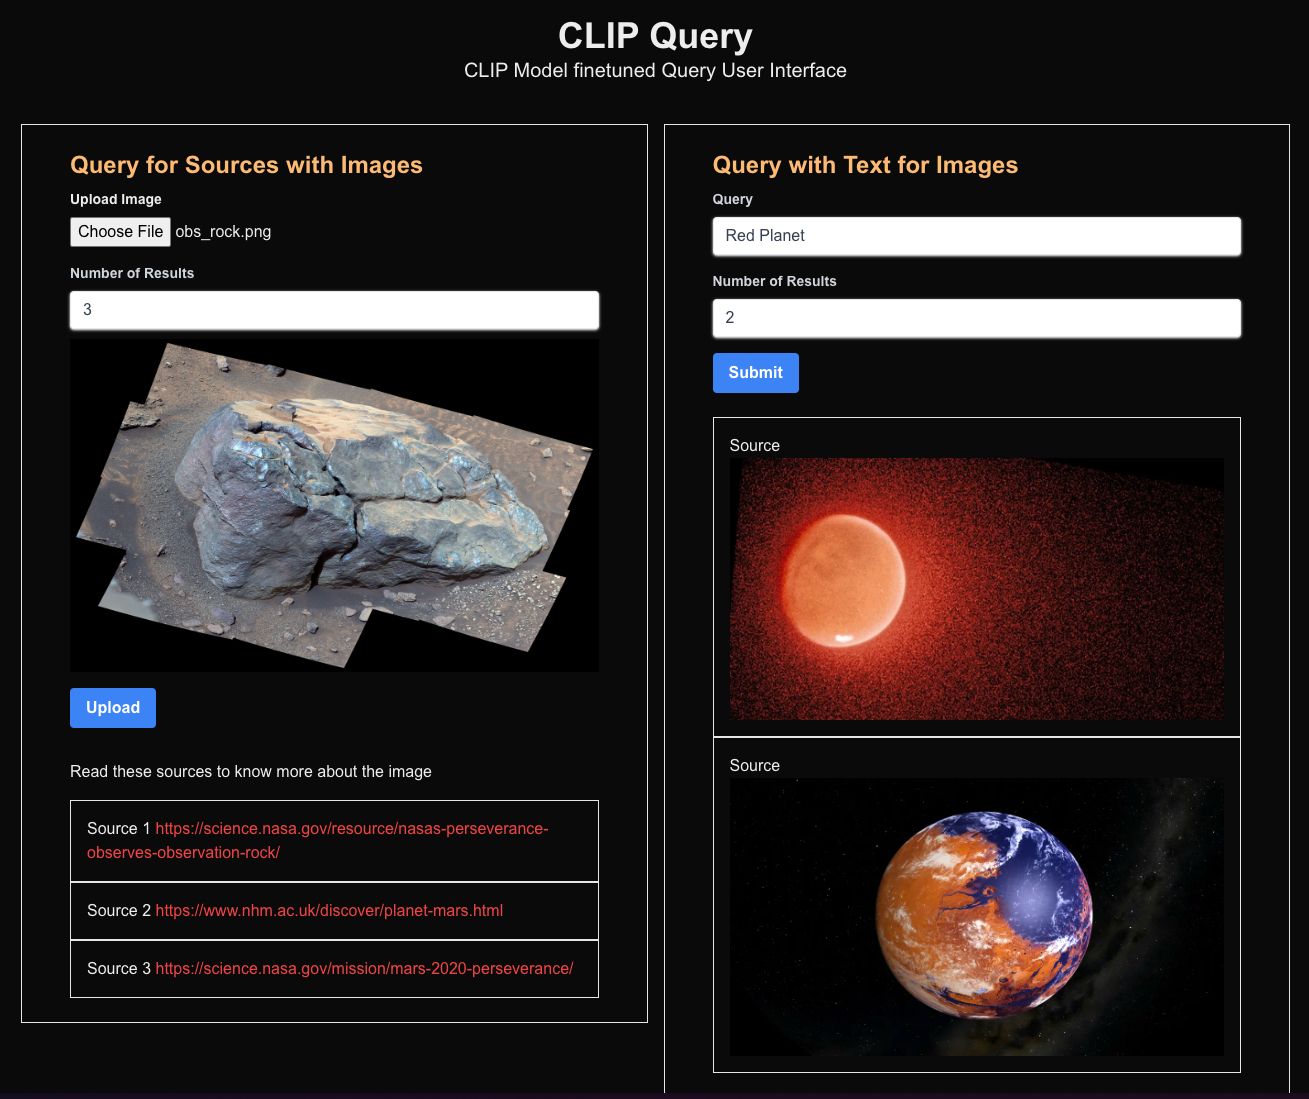 CLIP Query
CLIP Model finetuned Query User Interface
Query for Sources with Images
Upload Image
Choose File obs_rock.png
Number of Results
3
Upload
Read these sources to know more about the image
Source 1 https://science.nasa.gov/resource/nasas-perseverance-
observes-observation-rock/
Source 2 https://www.nhm.ac.uk/discover/planet-mars.html
Source 3 https://science.nasa.gov/mission/mars-2020-perseverance/
Query with Text for Images
Query
Red Planet
Number of Results
2
Submit
Source
Source